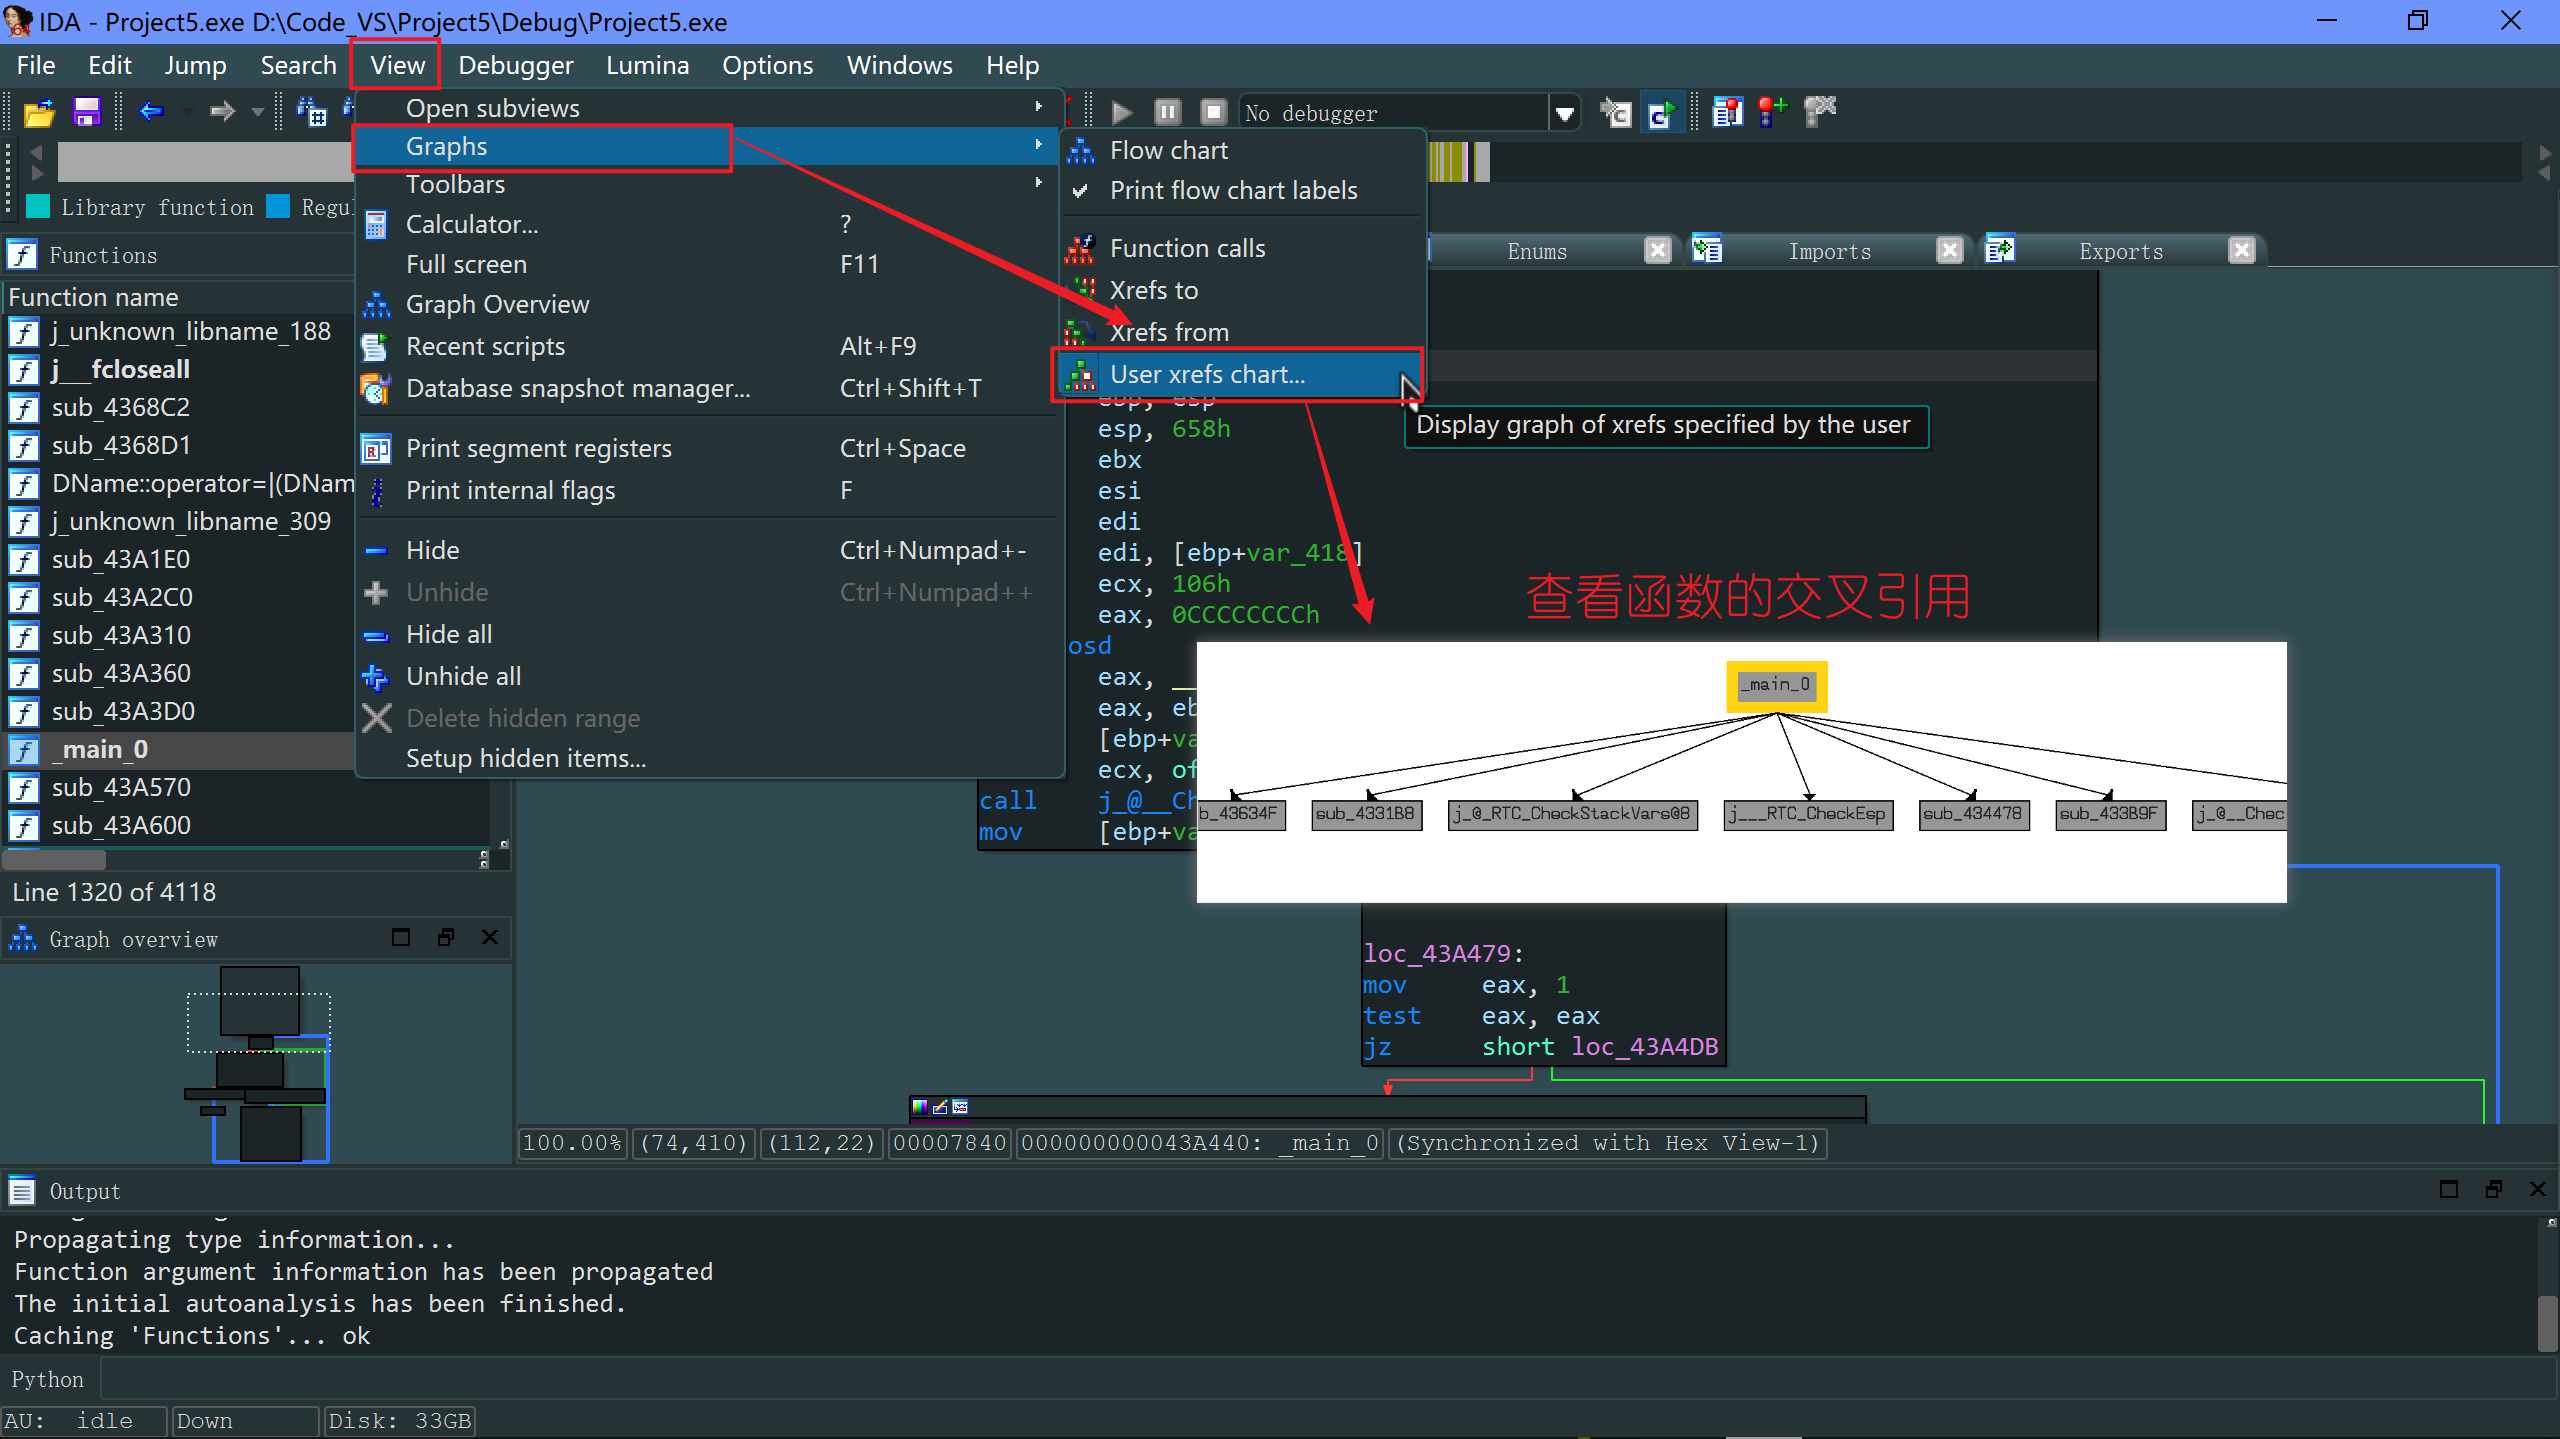 IDA - Project5.exe D:\Code_VS\Project5\Debug\Project5.exe
File Edit Jump Search View Debugger Lumina Options Windows Help
No debugger
Library function
Functions
Function name
j_unknown_libname_188
j___fcloseall
sub_4368C2
sub_4368D1
j_unknown_libname_309
sub_43A1E0
sub_43A2C0
sub_43A310
sub_43A360
sub_43A3D0
_main_0
sub_43A570
sub_43A600
Line 1320 of 4118
Graph overview
Open subviews
Graphs
Toolbars
Calculator... ?
Full screen F11
Graph Overview
Recent scripts Alt+F9
Database snapshot manager... Ctrl+Shift+T
Print segment registers Ctrl+Space
Print internal flags F
Hide Ctrl+Numpad+-
Unhide Ctrl+Numpad++
Hide all
Unhide all
Delete hidden range
Setup hidden items...
Flow chart
Print flow chart labels
Function calls
Xrefs to
Xrefs from
User xrefs chart...
Display graph of xrefs specified by the user
Enums Imports Exports
ebp, esp
esp, 658h
ebx
esi
edi
edi, [ebp+var_418]
ecx, 106h
eax, 0CCCCCCCCh
osd
eax, __
eax, eb
[ebp+va
ecx, of
call j_@__Ch
mov [ebp+va
查看函数的交叉引用
_main_0
b_43634F sub_4331B8 j_@_RTC_CheckStackVars@8 j___RTC_CheckEsp sub_434478 sub_433B9F j_@__Chec
loc_43A479:
mov eax, 1
test eax, eax
jz short loc_43A4DB
100.00% (74,410) (112,22) 00007840 000000000043A440: _main_0 (Synchronized with Hex View-1)
Output
Propagating type information...
Function argument information has been propagated
The initial autoanalysis has been finished.
Caching 'Functions'... ok
Python
AU: idle Down Disk: 33GB